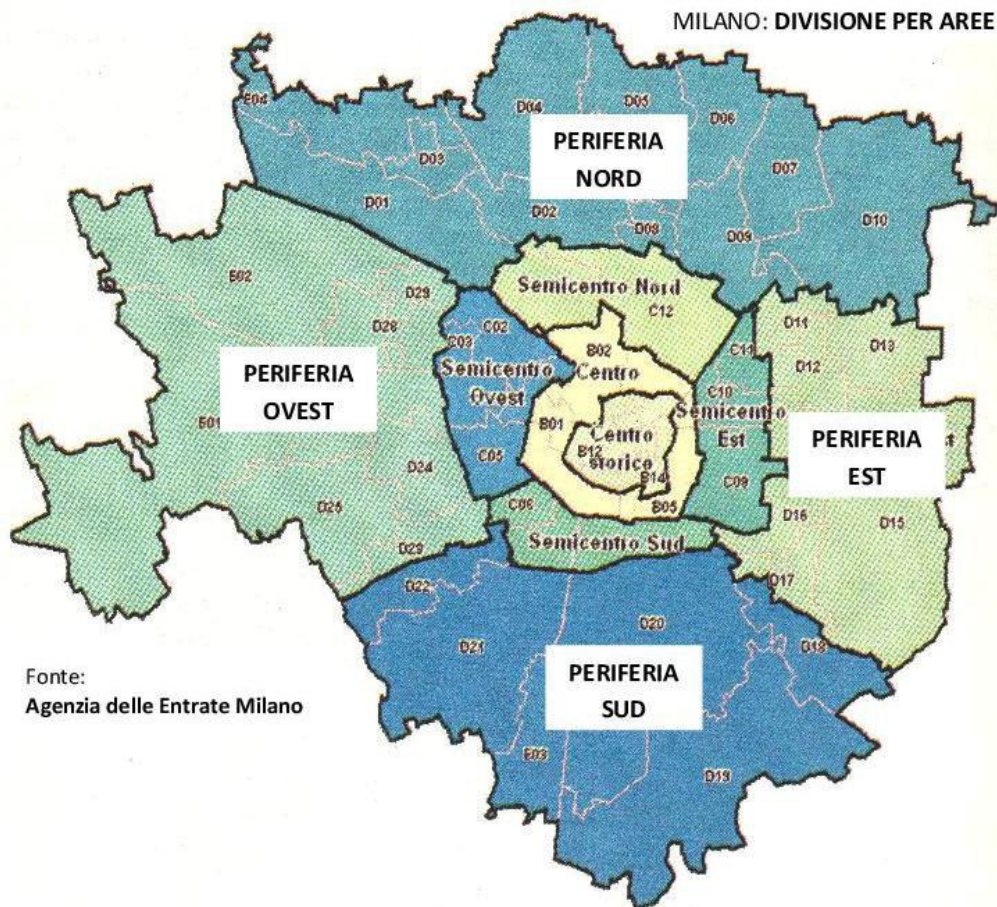 MILANO: DIVISIONE PER AREE
E04
D04
D05
D06
D03
PERIFERIA
NORD
D07
D01
D02
D08
D09
D10
E02
D29
Semicentro Nord
C12
D28
C02
C03
B02
C11
D11
D13
D12
PERIFERIA
OVEST
Semicentro
Ovest
Centro
C10
Semicentro
Est
E01
B01
Centro
storico
B12
PERIFERIA
EST
C05
D24
B14
C09
D25
C06
B05
D16
D15
Semicentro Sud
D23
D22
D17
D20
D21
D18
Fonte:
Agenzia delle Entrate Milano
PERIFERIA
SUD
E03
D19